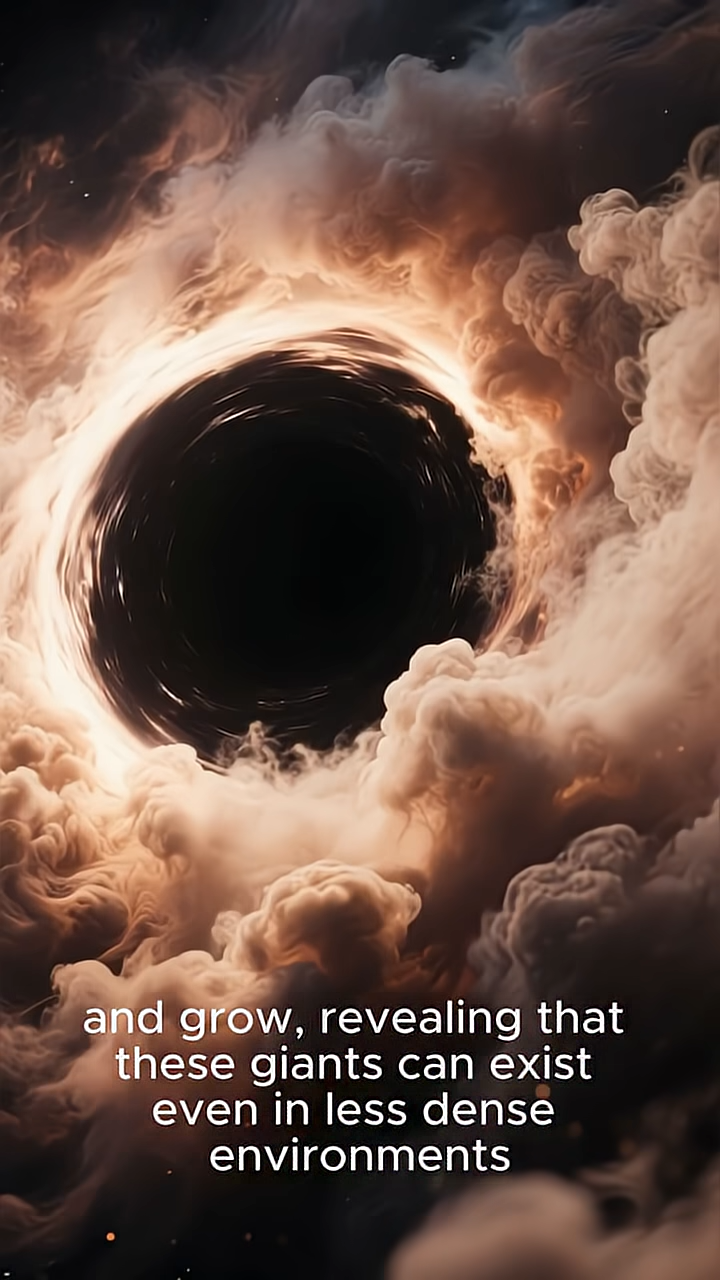 and grow, revealing that
these giants can exist
even in less dense
environments